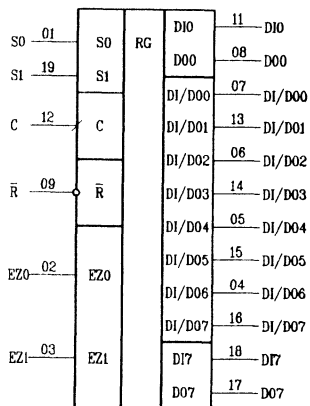 S0 01 S0 RG DI0 11 DI0
D00 08 D00
S1 19 S1
DI/D00 07 DI/D00
C 12 C DI/D01 13 DI/D01
DI/D02 06 DI/D02
R̅ 09 R̅ DI/D03 14 DI/D03
DI/D04 05 DI/D04
DI/D05 15 DI/D05
EZ0 02 EZ0
DI/D06 04 DI/D06
DI/D07 16 DI/D07
EZ1 03 EZ1 DI7 18 DI7
D07 17 D07